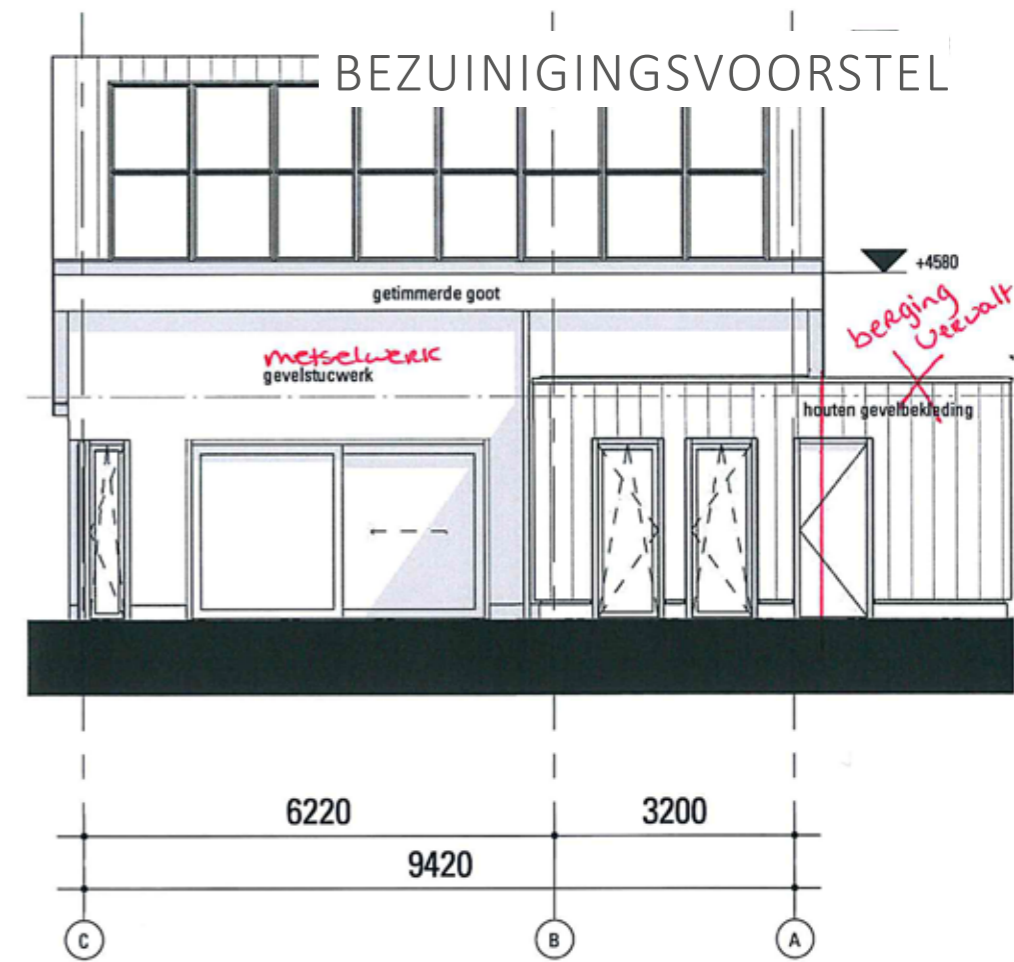 BEZUINIGINGSVOORSTEL
+4580
getimmerde goot
berging
vervalt
metselwerk
gevelstucwerk
houten gevelbekleding
6220
3200
9420
C
B
A